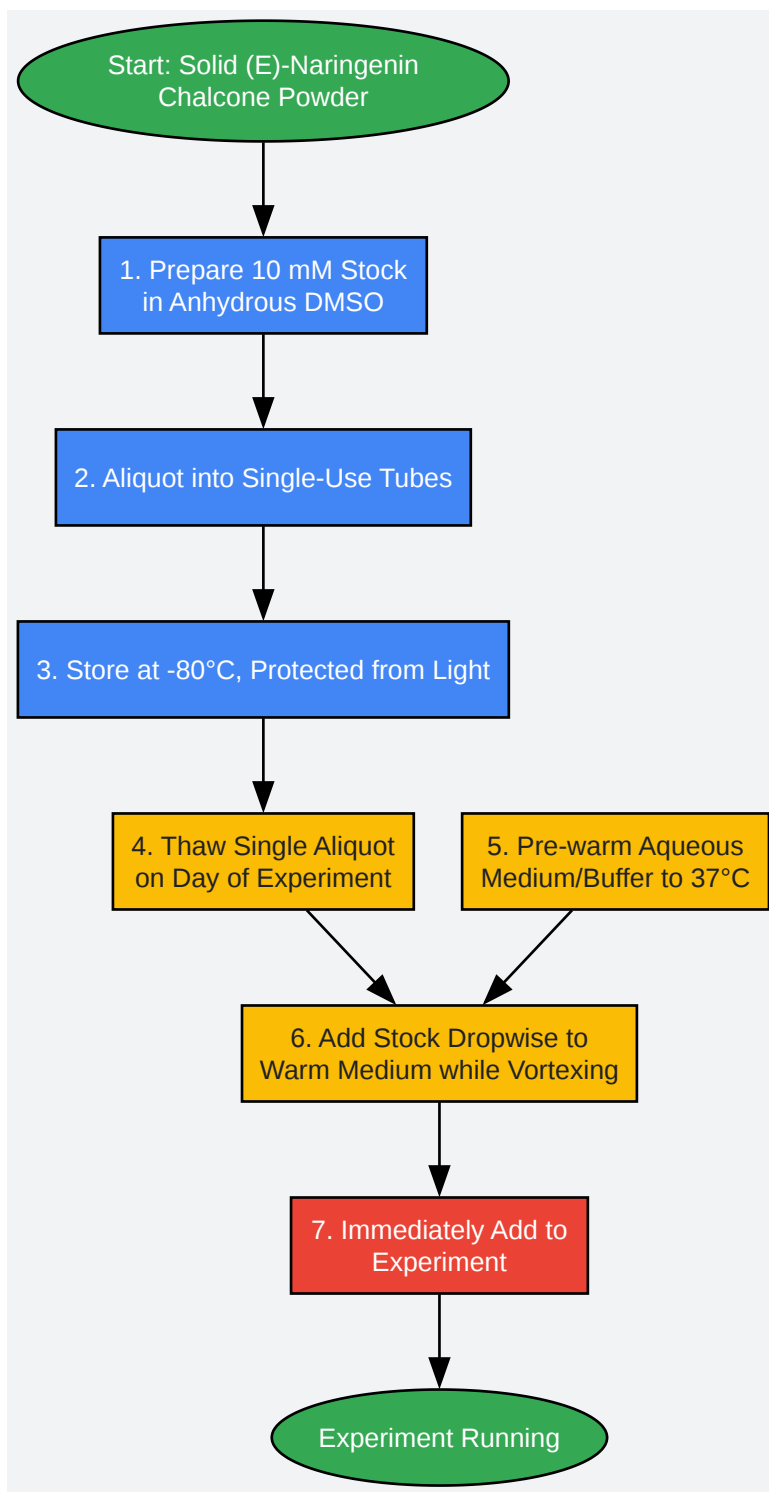 Start: Solid (E)-Naringenin
Chalcone Powder
1. Prepare 10 mM Stock
in Anhydrous DMSO
2. Aliquot into Single-Use Tubes
3. Store at -80°C, Protected from Light
4. Thaw Single Aliquot
on Day of Experiment
5. Pre-warm Aqueous
Medium/Buffer to 37°C
6. Add Stock Dropwise to
Warm Medium while Vortexing
7. Immediately Add to
Experiment
Experiment Running